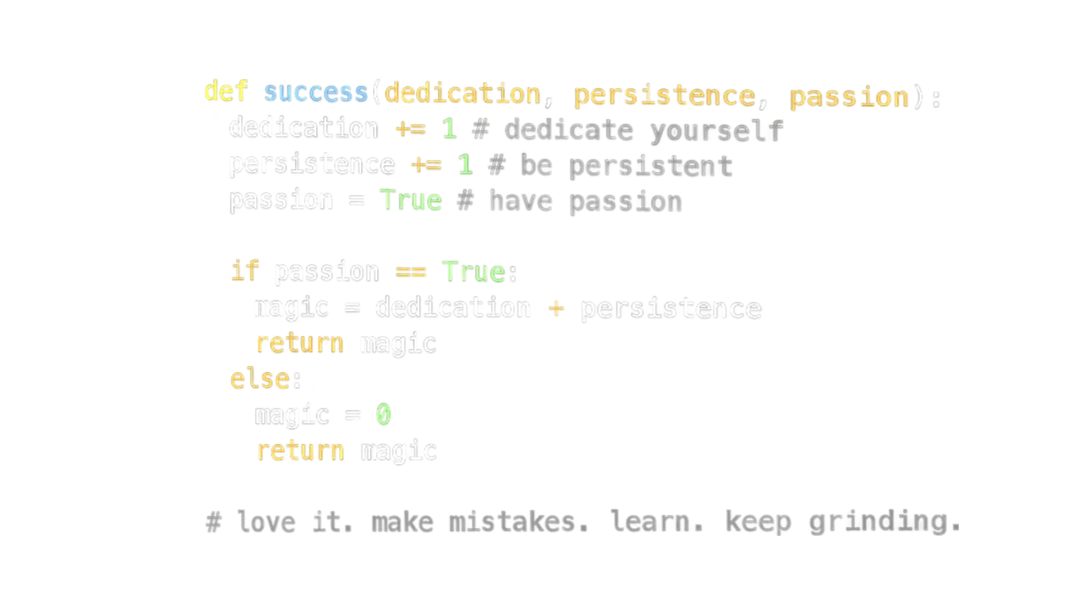 def success(dedication, persistence, passion):
dedication += 1 # dedicate yourself
persistence += 1 # be persistent
passion = True # have passion
if passion == True:
magic = dedication + persistence
return magic
else:
magic = 0
return magic
# love it. make mistakes. learn. keep grinding.